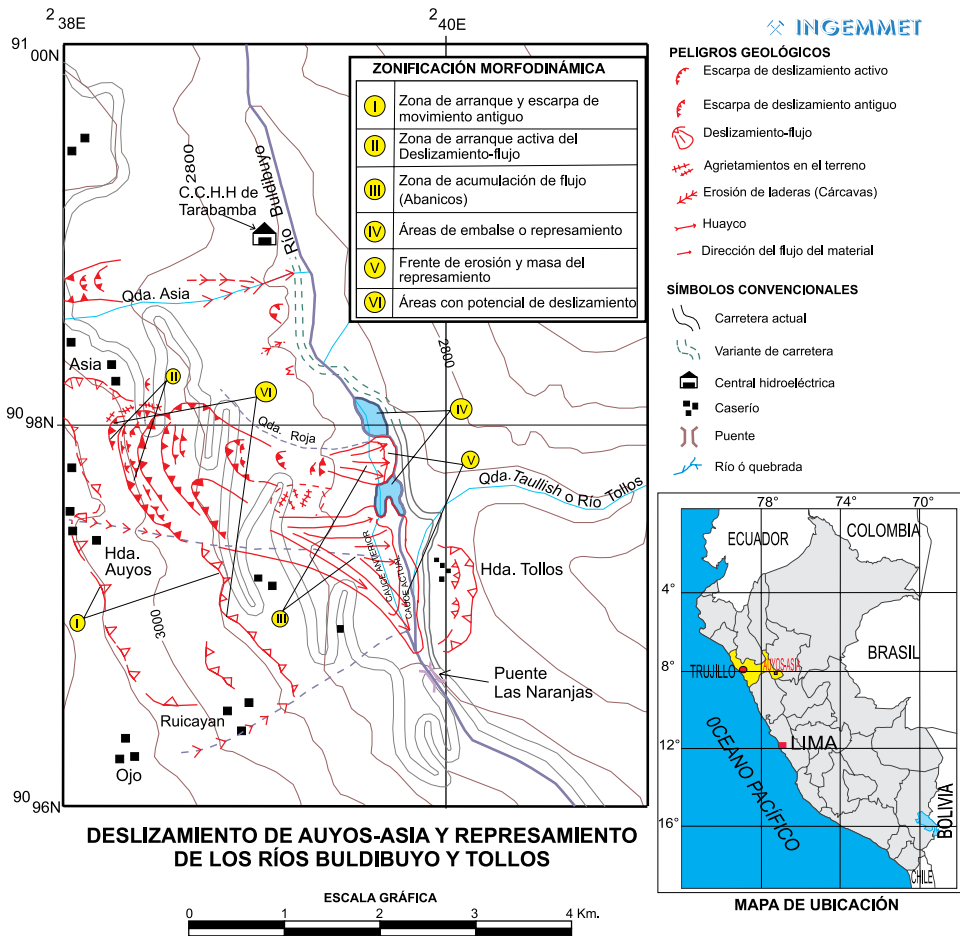 2
38E
2
40E
91
00N
90
98N
90
96N
INGEMMET
ZONIFICACIÓN MORFODINÁMICA
I
Zona de arranque y escarpa de
movimiento antiguo
II
Zona de arranque activa del
Deslizamiento-flujo
III
Zona de acumulación de flujo
(Abanicos)
IV
Áreas de embalse o represamiento
V
Frente de erosión y masa del
represamiento
VI
Áreas con potencial de deslizamiento
PELIGROS GEOLÓGICOS
Escarpa de deslizamiento activo
Escarpa de deslizamiento antiguo
Deslizamiento-flujo
Agrietamientos en el terreno
Erosión de laderas (Cárcavas)
Huayco
Dirección del flujo del material
SÍMBOLOS CONVENCIONALES
Carretera actual
Variante de carretera
Central hidroeléctrica
Caserío
Puente
Río ó quebrada
2800
C.C.H.H de
Tarabamba
Río Buldibuyo
Qda. Asia
2800
Asia
II
VI
IV
Qda. Roja
V
Qda.Taullish o Río Tollos
CAUCE ANTERIOR
CAUCE ACTUAL
Hda.
Auyos
Hda. Tollos
I
III
3000
Puente
Las Naranjas
Ruicayan
Ojo
DESLIZAMIENTO DE AUYOS-ASIA Y REPRESAMIENTO
DE LOS RÍOS BULDIBUYO Y TOLLOS
ESCALA GRÁFICA
0 1 2 3 4 Km.
78° 74° 70°
ECUADOR
COLOMBIA
4°
BRASIL
8°
TRUJILLO
AUYOS-ASIA
12°
LIMA
OCEANO PACÍFICO
16°
BOLIVIA
CHILE
MAPA DE UBICACIÓN